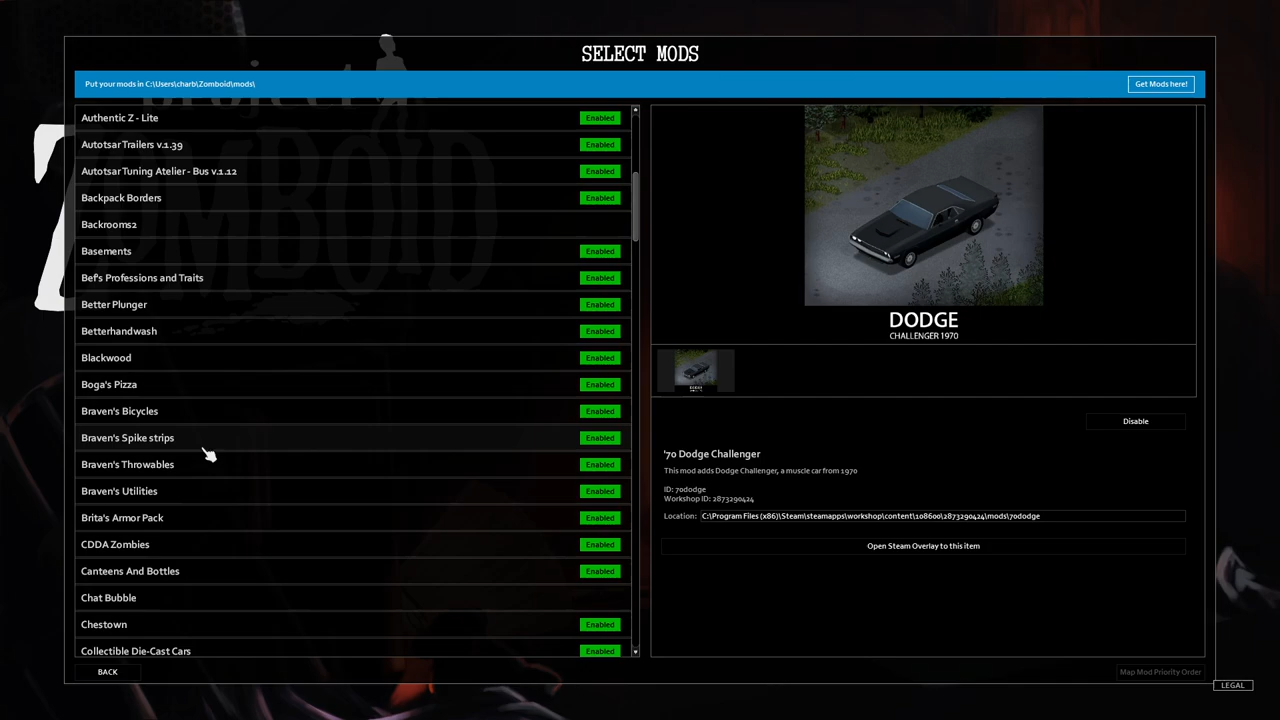 SELECT MODS
Put your mods in C:\Users\charb\Zomboid\mods\
Get Mods here!
project
ZOMBOID
Authentic Z - Lite Enabled
Autotsar Trailers v.1.39 Enabled
Autotsar Tuning Atelier - Bus v.1.12 Enabled
Backpack Borders Enabled
Backrooms2
Basements Enabled
Bef's Professions and Traits Enabled
Better Plunger Enabled
Betterhandwash Enabled
Blackwood Enabled
Boga's Pizza Enabled
Braven's Bicycles Enabled
Braven's Spike strips Enabled
Braven's Throwables Enabled
Braven's Utilities Enabled
Brita's Armor Pack Enabled
CDDA Zombies Enabled
Canteens And Bottles Enabled
Chat Bubble
Chestown Enabled
Collectible Die-Cast Cars Enabled
DODGE
CHALLENGER 1970
Disable
'70 Dodge Challenger
This mod adds Dodge Challenger, a muscle car from 1970
ID: 70dodge
Workshop ID: 2873290424
Location: C:\Program Files (x86)\Steam\steamapps\workshop\content\108600\2873290424\mods\70dodge
Open Steam Overlay to this item
BACK
Map Mod Priority Order
LEGAL